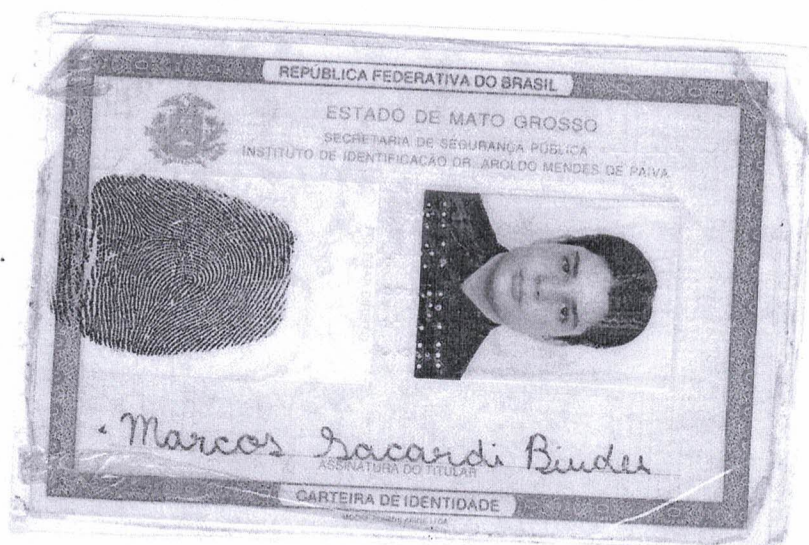 REPÚBLICA FEDERATIVA DO BRASIL
ESTADO DE MATO GROSSO
SECRETARIA DE SEGURANÇA PÚBLICA
INSTITUTO DE IDENTIFICAÇÃO DR. AROLDO MENDES DE PAIVA
Marcos Sacardi Binder
ASSINATURA DO TITULAR
CARTEIRA DE IDENTIDADE